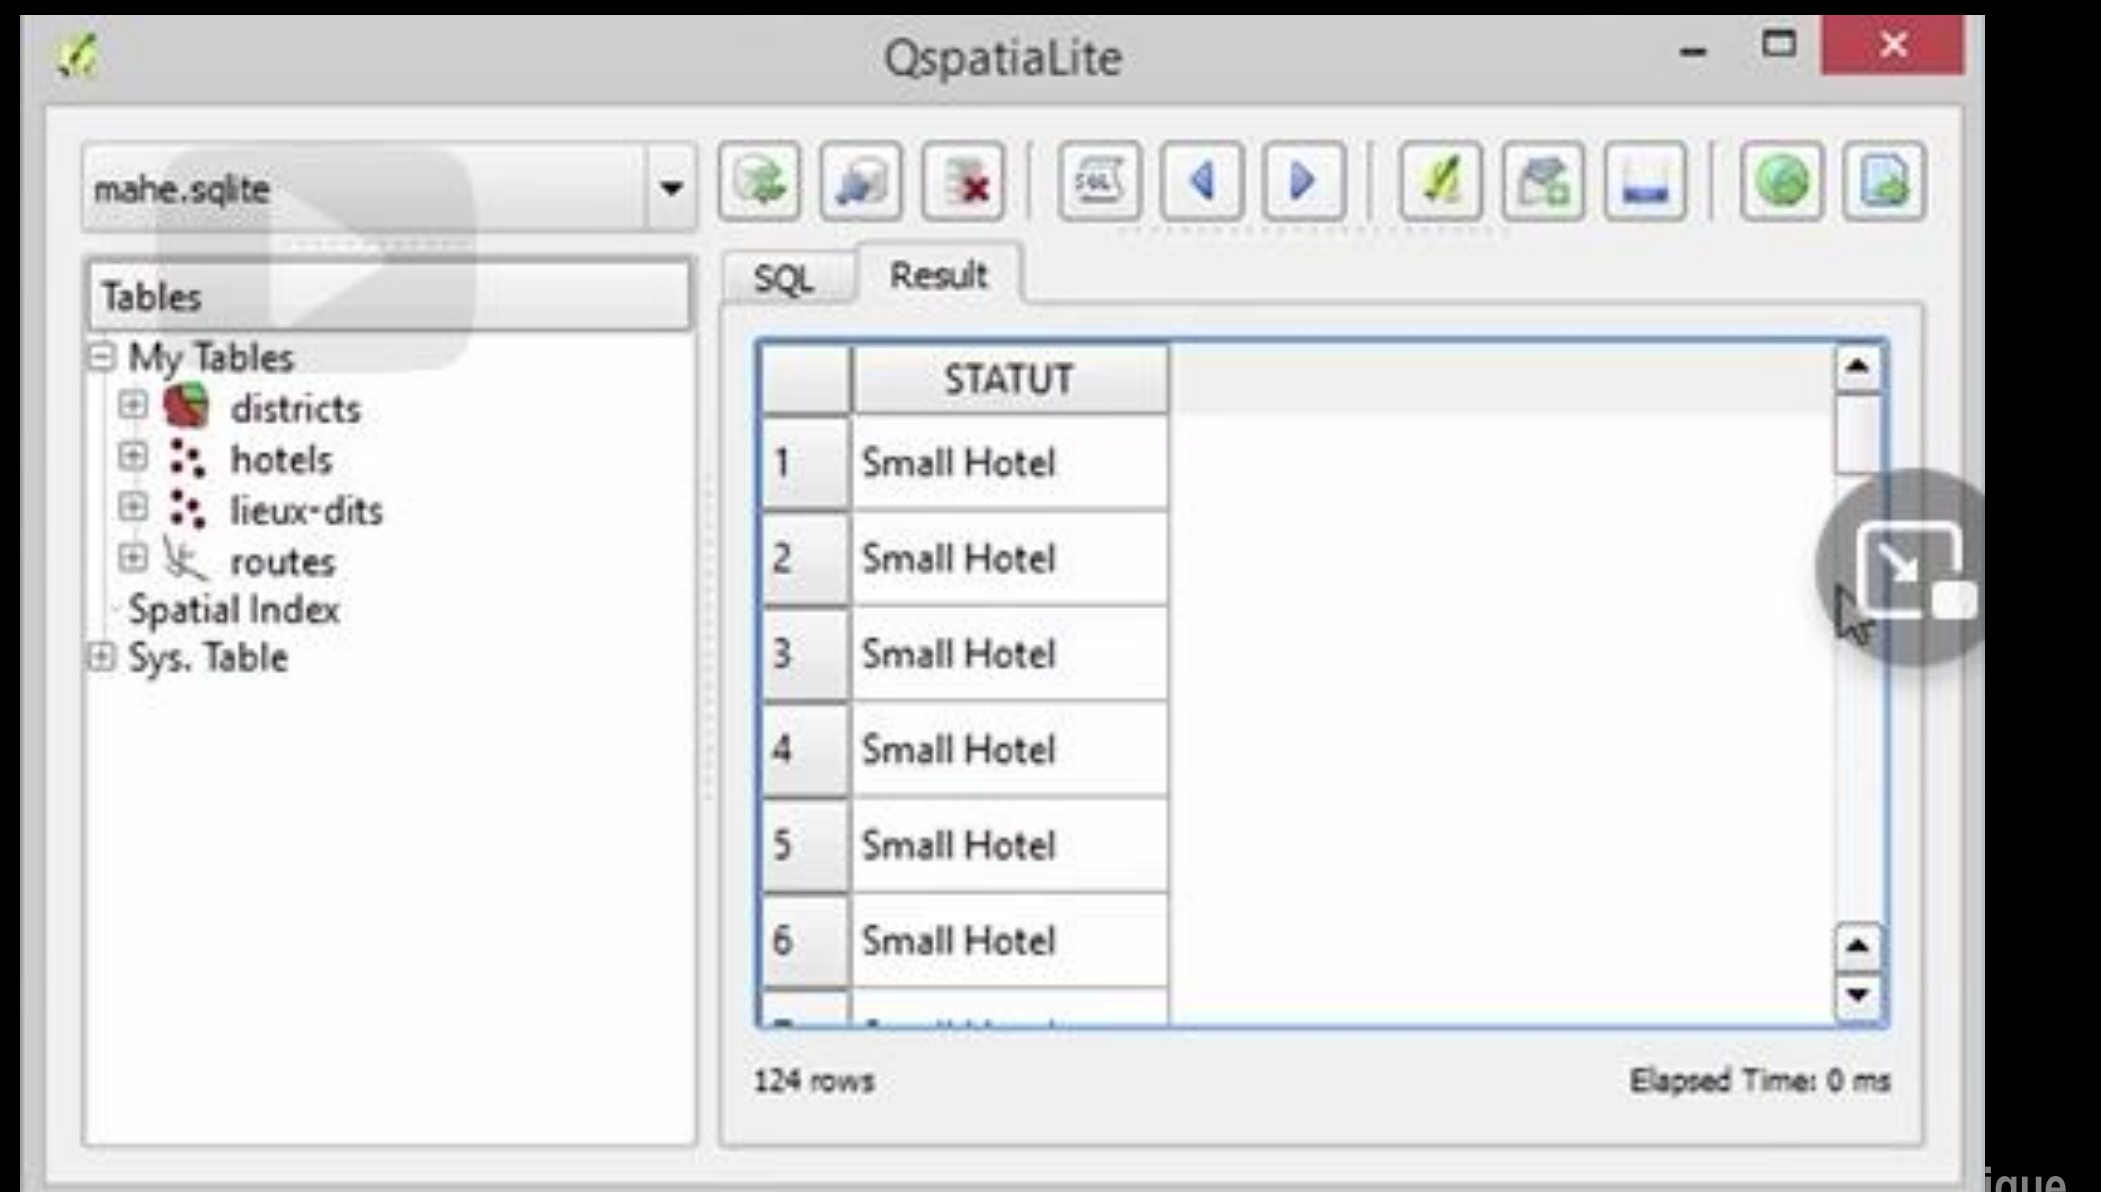 QspatiaLite
mahe.sqlite
SQL
Tables
My Tables
districts
hotels
lieux-dits
routes
Spatial Index
Sys. Table
SQL
Result
STATUT
1 Small Hotel
2 Small Hotel
3 Small Hotel
4 Small Hotel
5 Small Hotel
6 Small Hotel
124 rows
Elapsed Time: 0 ms